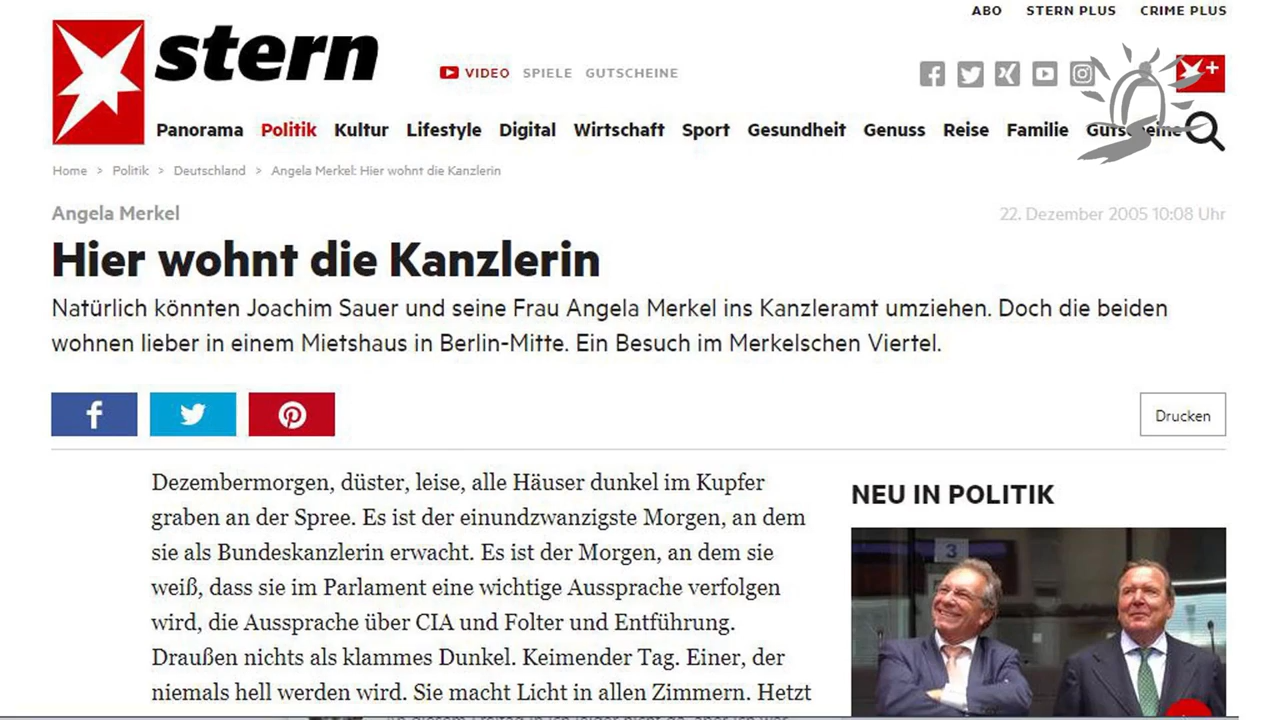 ABO STERN PLUS CRIME PLUS
stern
VIDEO SPIELE GUTSCHEINE
Panorama Politik Kultur Lifestyle Digital Wirtschaft Sport Gesundheit Genuss Reise Familie Gutscheine
Home > Politik > Deutschland > Angela Merkel: Hier wohnt die Kanzlerin
Angela Merkel
22. Dezember 2005 10:08 Uhr
Hier wohnt die Kanzlerin
Natürlich könnten Joachim Sauer und seine Frau Angela Merkel ins Kanzleramt umziehen. Doch die beiden
wohnen lieber in einem Mietshaus in Berlin-Mitte. Ein Besuch im Merkelschen Viertel.
Drucken
Dezembermorgen, düster, leise, alle Häuser dunkel im Kupfer
graben an der Spree. Es ist der einundzwanzigste Morgen, an dem
sie als Bundeskanzlerin erwacht. Es ist der Morgen, an dem sie
weiß, dass sie im Parlament eine wichtige Aussprache verfolgen
wird, die Aussprache über CIA und Folter und Entführung.
Draußen nichts als klammes Dunkel. Keimender Tag. Einer, der
niemals hell werden wird. Sie macht Licht in allen Zimmern. Hetzt
NEU IN POLITIK
3